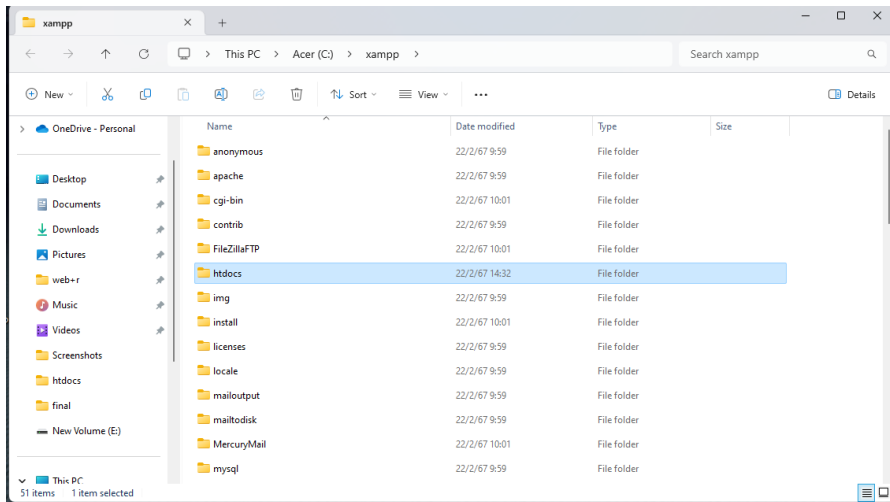 xampp
This PC > Acer (C:) > xampp >
Search xampp
New
Sort
View
Details
OneDrive - Personal
Desktop
Documents
Downloads
Pictures
web+r
Music
Videos
Screenshots
htdocs
final
New Volume (E:)
This PC
Name Date modified Type Size
anonymous 22/2/67 9:59 File folder
apache 22/2/67 9:59 File folder
cgi-bin 22/2/67 10:01 File folder
contrib 22/2/67 9:59 File folder
FileZillaFTP 22/2/67 10:01 File folder
htdocs 22/2/67 14:32 File folder
img 22/2/67 9:59 File folder
install 22/2/67 10:01 File folder
licenses 22/2/67 9:59 File folder
locale 22/2/67 9:59 File folder
mailoutput 22/2/67 9:59 File folder
mailtodisk 22/2/67 9:59 File folder
MercuryMail 22/2/67 10:01 File folder
mysql 22/2/67 9:59 File folder
51 items 1 item selected